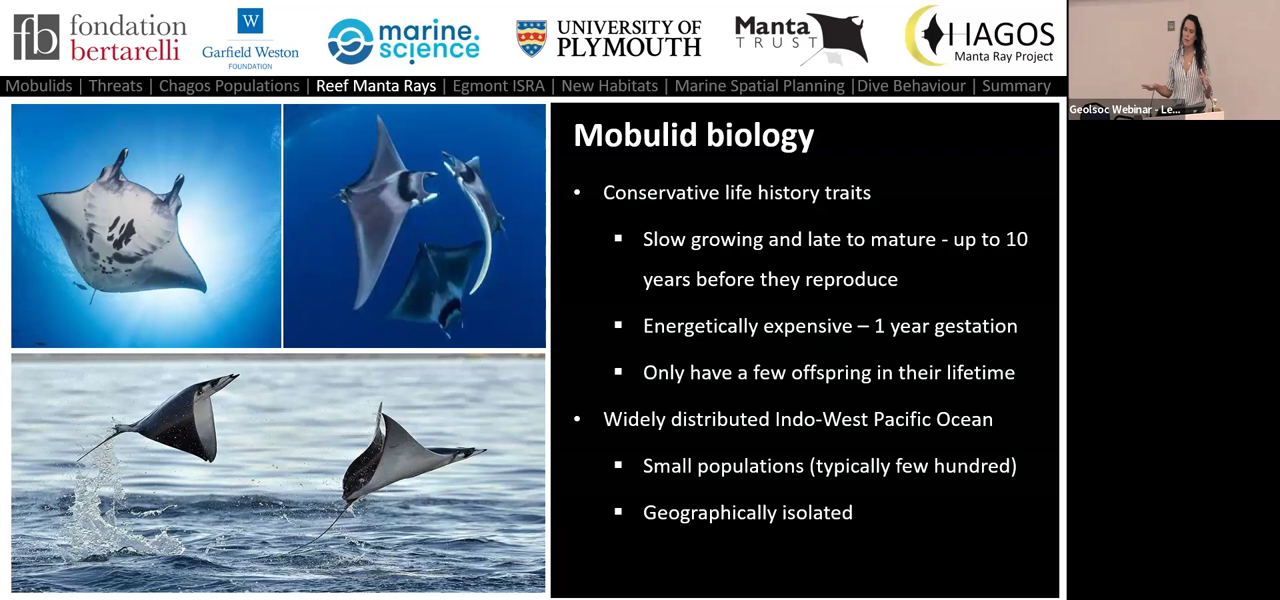 fb fondation bertarelli
W
Garfield Weston
FOUNDATION
marine.
science
UNIVERSITY OF
PLYMOUTH
Manta
TRUST
CHAGOS
Manta Ray Project
Mobulids | Threats | Chagos Populations | Reef Manta Rays | Egmont ISRA | New Habitats | Marine Spatial Planning |Dive Behaviour | Summary
Geolsoc Webinar - Le...
Mobulid biology
• Conservative life history traits
▪ Slow growing and late to mature - up to 10
years before they reproduce
▪ Energetically expensive – 1 year gestation
▪ Only have a few offspring in their lifetime
• Widely distributed Indo-West Pacific Ocean
▪ Small populations (typically few hundred)
▪ Geographically isolated